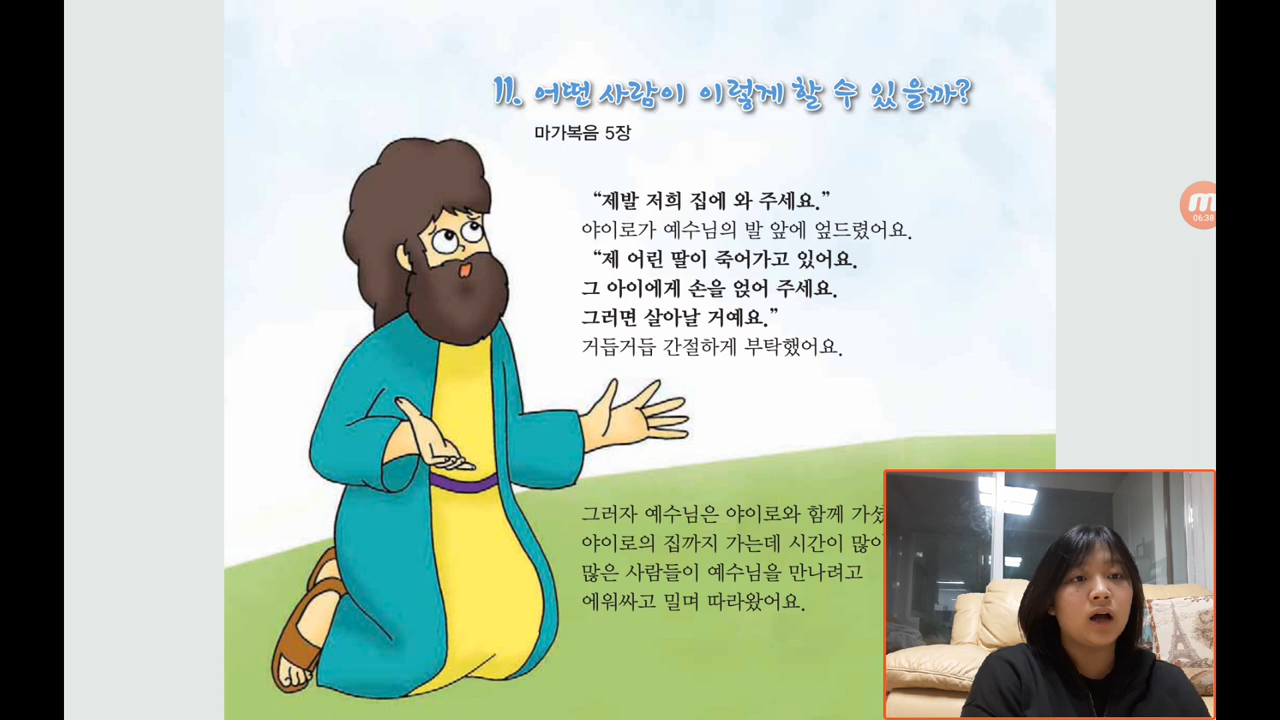 11. 어떤 사람이 이렇게 할 수 있을까?
마가복음 5장
“제발 저희 집에 와 주세요.”
야이로가 예수님의 발 앞에 엎드렸어요.
“제 어린 딸이 죽어가고 있어요.
그 아이에게 손을 얹어 주세요.
그러면 살아날 거예요.”
거듭거듭 간절하게 부탁했어요.
06:38
그러자 예수님은 야이로와 함께
야이로의 집까지 가는데 시간이
많은 사람들이 예수님을 만나려고
에워싸고 밀며 따라왔어요.